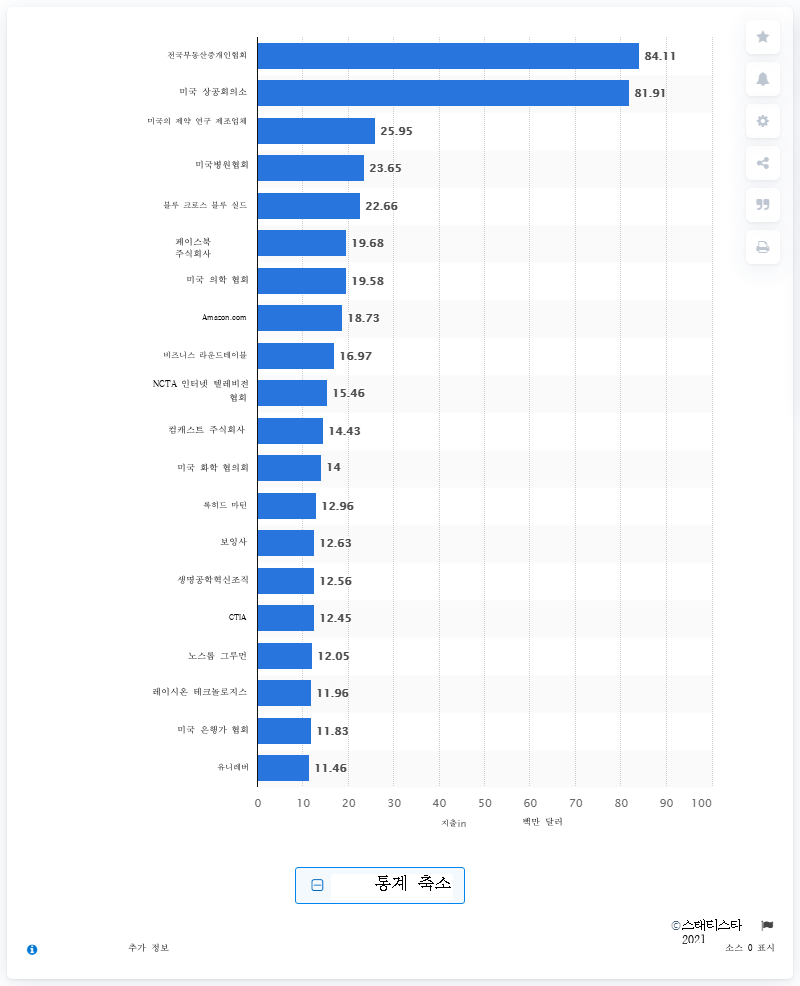 전국부동산중개인협회
84.11
미국 상공회의소
81.91
미국의 제약 연구 제조업체
25.95
미국병원협회
23.65
블루 크로스 블루 쉴드
22.66
페이스북
주식회사
19.68
미국 의학 협회
19.58
Amazon.com
18.73
비즈니스 라운드테이블
16.97
NCTA 인터넷 텔레비전
협회
15.46
컴캐스트 주식회사
14.43
미국 화학 협의회
14
록히드 마틴
12.96
보잉사
12.63
생명공학혁신조직
12.56
CTIA
12.45
노스롭 그루먼
12.05
레이시온 테크놀로지스
11.96
미국 은행가 협회
11.83
유니레버
11.46
0 10 20 30 40 50 60 70 80 90 100
지출in 백만 달러
통계 축소
©스태티스타
2021
추가 정보
소스 0 표시